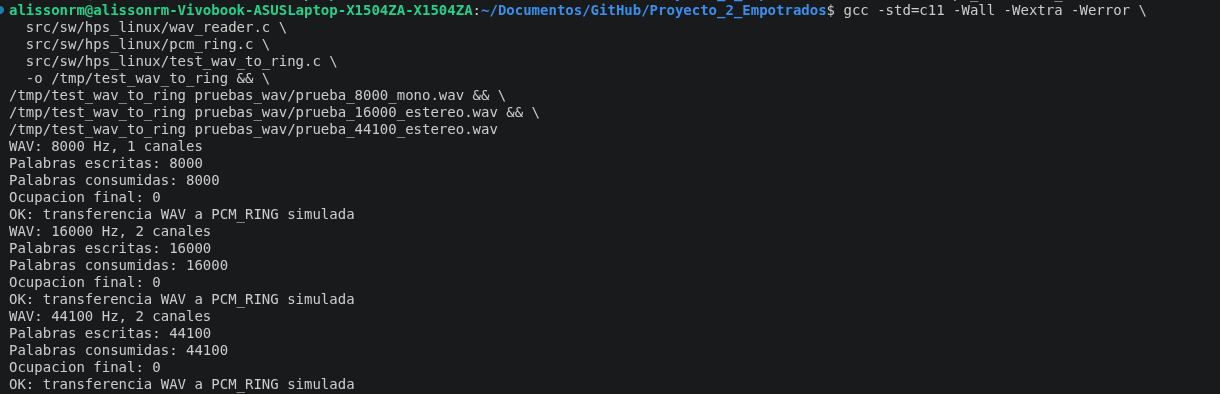 alissonrm@alissonrm-Vivobook-ASUSLaptop-X1504ZA-X1504ZA:~/Documentos/GitHub/Proyecto_2_Empotrados$ gcc -std=c11 -Wall -Wextra -Werror \
  src/sw/hps_linux/wav_reader.c \
  src/sw/hps_linux/pcm_ring.c \
  src/sw/hps_linux/test_wav_to_ring.c \
  -o /tmp/test_wav_to_ring && \
/tmp/test_wav_to_ring pruebas_wav/prueba_8000_mono.wav && \
/tmp/test_wav_to_ring pruebas_wav/prueba_16000_estereo.wav && \
/tmp/test_wav_to_ring pruebas_wav/prueba_44100_estereo.wav
WAV: 8000 Hz, 1 canales
Palabras escritas: 8000
Palabras consumidas: 8000
Ocupacion final: 0
OK: transferencia WAV a PCM_RING simulada
WAV: 16000 Hz, 2 canales
Palabras escritas: 16000
Palabras consumidas: 16000
Ocupacion final: 0
OK: transferencia WAV a PCM_RING simulada
WAV: 44100 Hz, 2 canales
Palabras escritas: 44100
Palabras consumidas: 44100
Ocupacion final: 0
OK: transferencia WAV a PCM_RING simulada